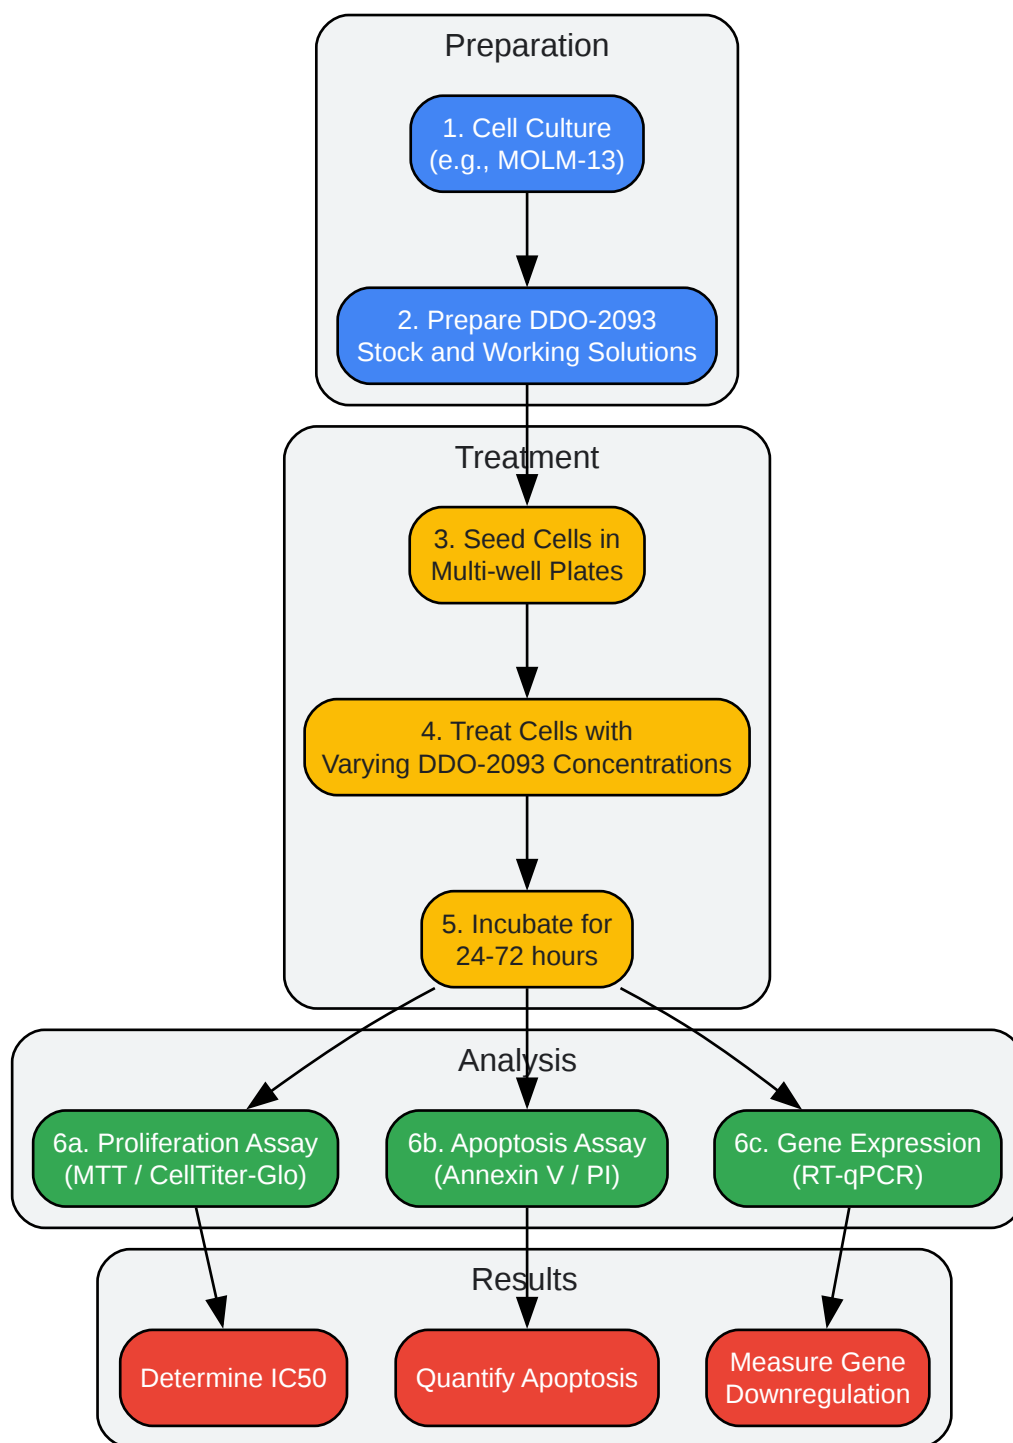 Preparation
1. Cell Culture
(e.g., MOLM-13)
2. Prepare DDO-2093
Stock and Working Solutions
Treatment
3. Seed Cells in
Multi-well Plates
4. Treat Cells with
Varying DDO-2093 Concentrations
5. Incubate for
24-72 hours
Analysis
6a. Proliferation Assay
(MTT / CellTiter-Glo)
6b. Apoptosis Assay
(Annexin V / PI)
6c. Gene Expression
(RT-qPCR)
Results
Determine IC50
Quantify Apoptosis
Measure Gene
Downregulation